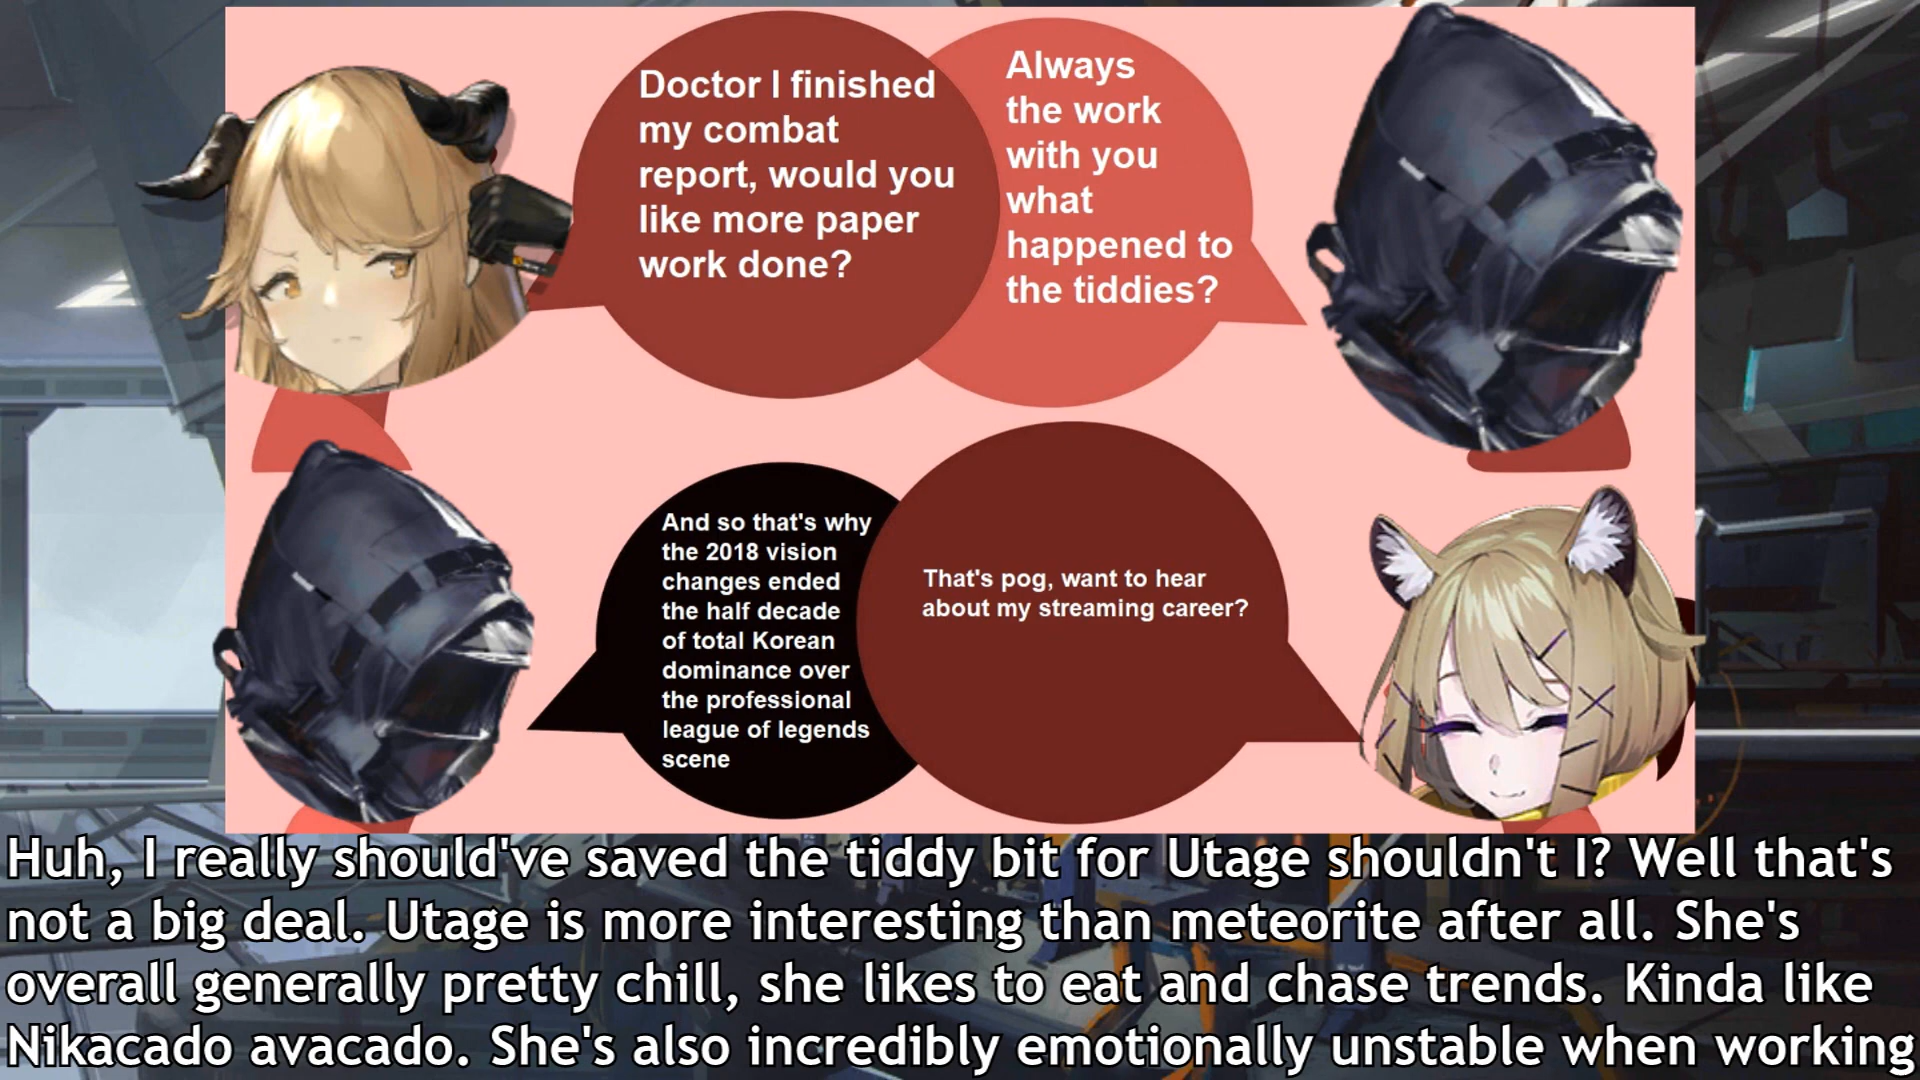 Doctor I finished
my combat
report, would you
like more paper
work done?
Always
the work
with you
what
happened to
the tiddies?
And so that's why
the 2018 vision
changes ended
the half decade
of total Korean
dominance over
the professional
league of legends
scene
That's pog, want to hear
about my streaming career?
Huh, I really should've saved the tiddy bit for Utage shouldn't I? Well that's
not a big deal. Utage is more interesting than meteorite after all. She's
overall generally pretty chill, she likes to eat and chase trends. Kinda like
Nikacado avacado. She's also incredibly emotionally unstable when working